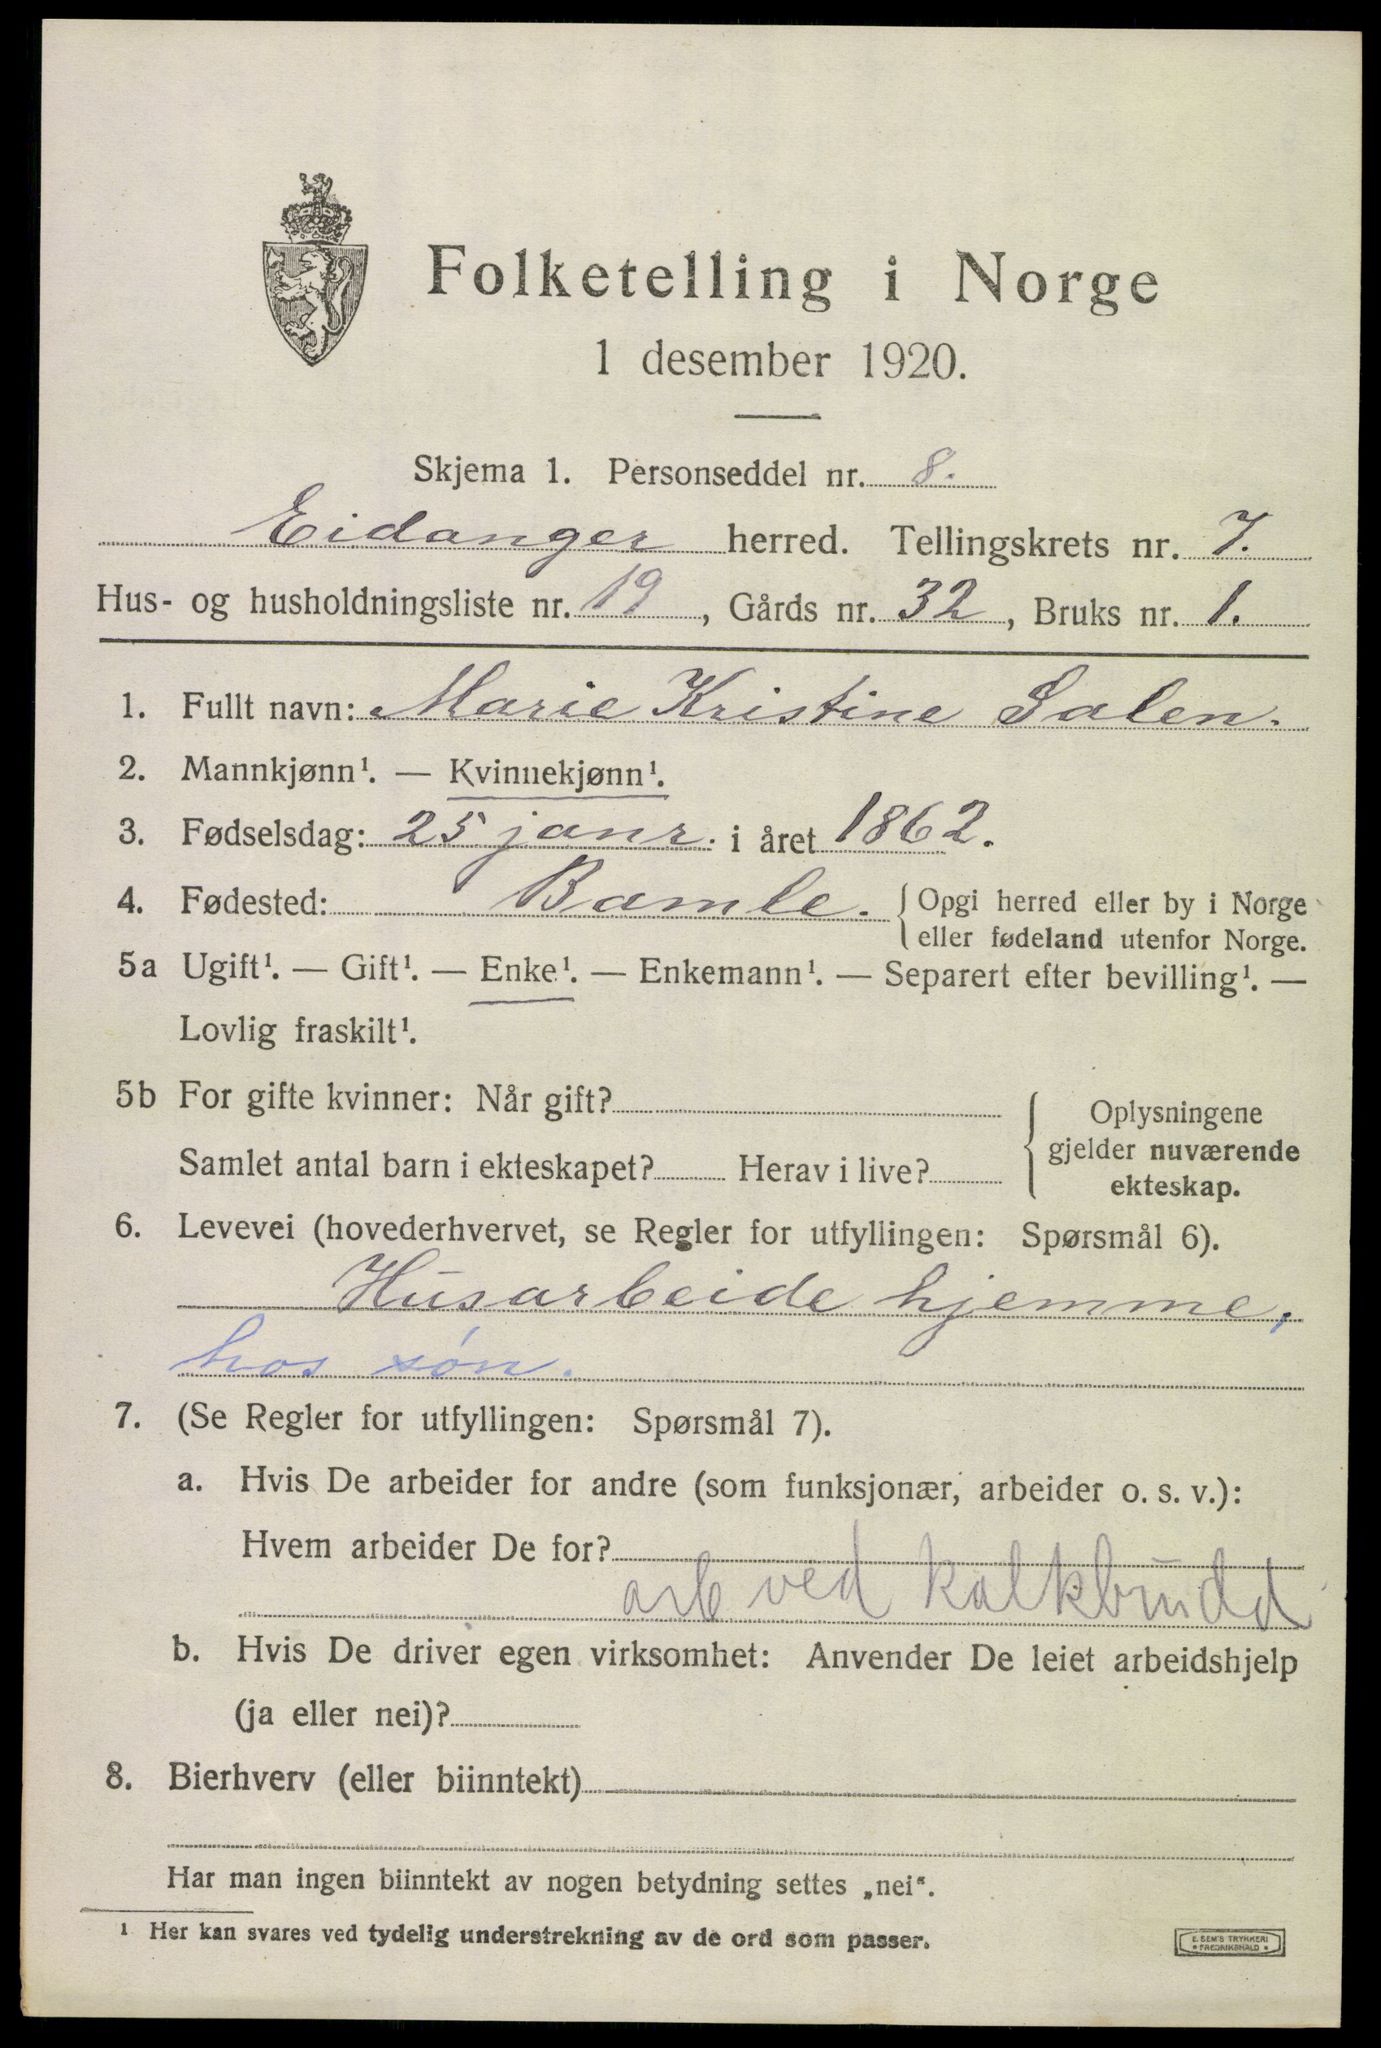 Folketelling i Norge
1 desember 1920.
Skjema 1. Personseddel nr. 8.
Eidanger herred. Tellingskrets nr. 7.
Hus- og husholdningsliste nr. 19, Gårds nr. 32, Bruks nr. 1.
1. Fullt navn: Marie Kristine Salen.
2. Mannkjønn¹. — Kvinnekjønn¹.
3. Fødselsdag: 25 janr. i året 1862.
4. Fødested: Bamle. Opgi herred eller by i Norge
eller fødeland utenfor Norge.
5a Ugift¹. — Gift¹. — Enke¹. — Enkemann¹. — Separert efter bevilling¹. —
Lovlig fraskilt¹.
5b For gifte kvinner: Når gift?
Samlet antal barn i ekteskapet? Herav i live?
Oplysningene
gjelder nuværende
ekteskap.
6. Levevei (hovederhvervet, se Regler for utfyllingen: Spørsmål 6).
Husarbeide hjemme,
hos søn.
7. (Se Regler for utfyllingen: Spørsmål 7).
a. Hvis De arbeider for andre (som funksjonær, arbeider o. s. v.):
Hvem arbeider De for?
arb ved kalkbrudd
b. Hvis De driver egen virksomhet: Anvender De leiet arbeidshjelp
(ja eller nei)?
8. Bierhverv (eller biinntekt)
Har man ingen biinntekt av nogen betydning settes „nei“.
¹ Her kan svares ved tydelig understrekning av de ord som passer.
E. SEM'S TRYKKERI
FREDRIKSHALD